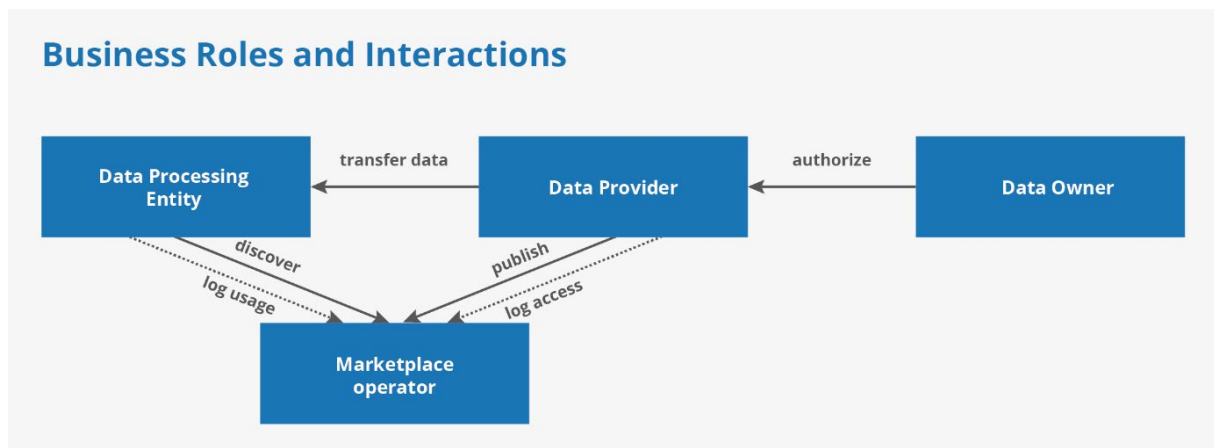 Business Roles and Interactions
transfer data
authorize
Data Processing
Entity
Data Provider
Data Owner
discover
log usage
publish
log access
Marketplace
operator